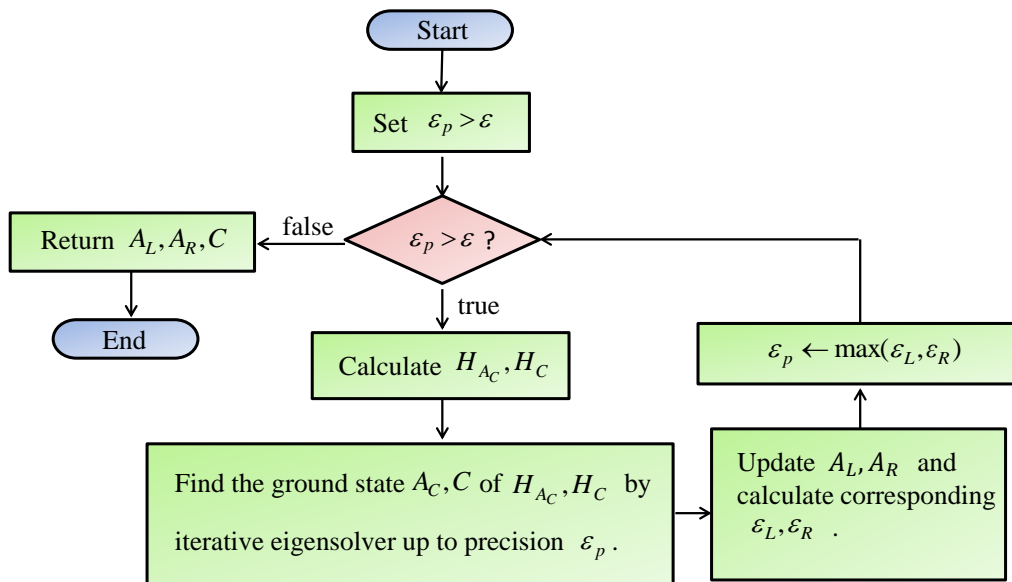 Start
Set ε_p > ε
ε_p > ε ?
false
Return A_L, A_R, C
End
true
Calculate H_{A_C}, H_C
Find the ground state A_C, C of H_{A_C}, H_C by
iterative eigensolver up to precision ε_p .
Update A_L, A_R and
calculate corresponding
ε_L, ε_R .
ε_p ← max(ε_L, ε_R)